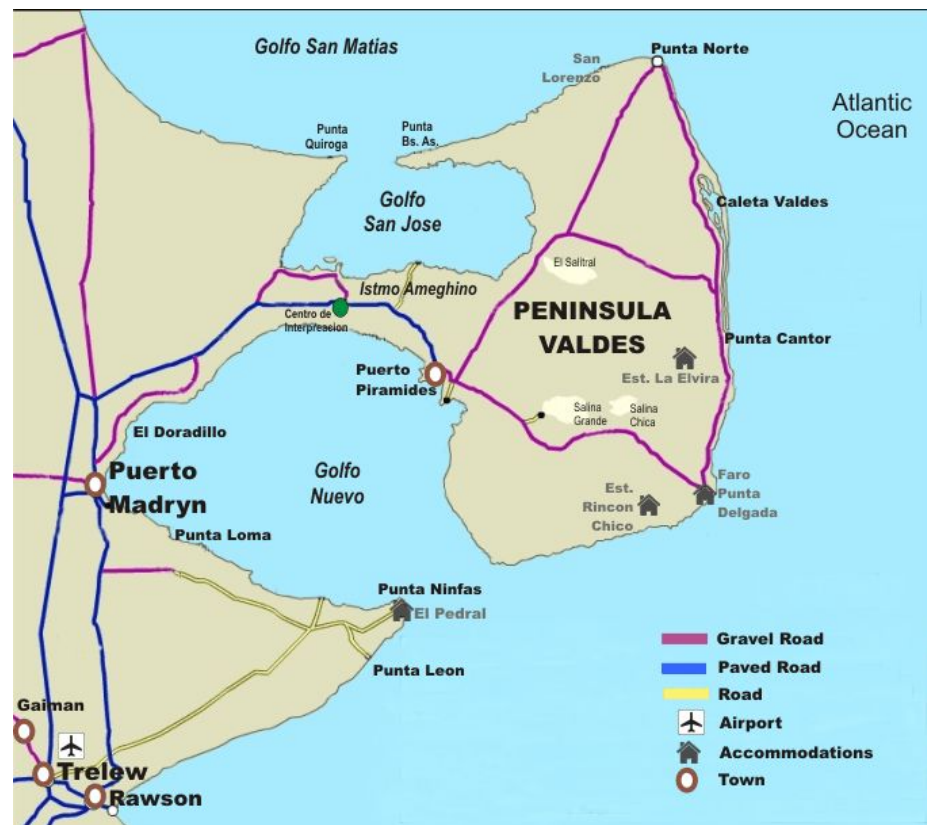 Golfo San Matias
San
Lorenzo
Punta Norte
Atlantic
Ocean
Punta
Quiroga
Punta
Bs. As.
Golfo
San Jose
Caleta Valdes
El Salitral
Istmo Ameghino
Centro de
Interpreacion
PENINSULA
VALDES
Punta Cantor
Est. La Elvira
Puerto
Piramides
Salina
Grande
Salina
Chica
El Doradillo
Puerto
Madryn
Golfo
Nuevo
Est.
Rincon
Chico
Faro
Punta
Delgada
Punta Loma
Punta Ninfas
El Pedral
Punta Leon
Gaiman
Trelew
Rawson
Gravel Road
Paved Road
Road
Airport
Accommodations
Town